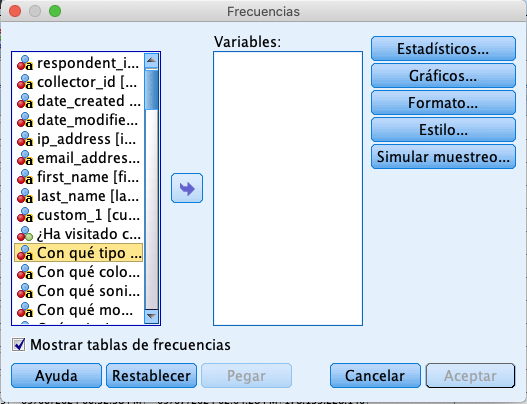 Frecuencias
Variables:
respondent_i...
collector_id [...
date_created ...
date_modifie...
ip_address [i...
email_addres...
first_name [fi...
last_name [la...
custom_1 [cu...
¿Ha visitado c...
Con qué tipo ...
Con qué colo...
Con qué soni...
Con qué mo...
Estadísticos...
Gráficos...
Formato...
Estilo...
Simular muestreo...
Mostrar tablas de frecuencias
Ayuda
Restablecer
Pegar
Cancelar
Aceptar